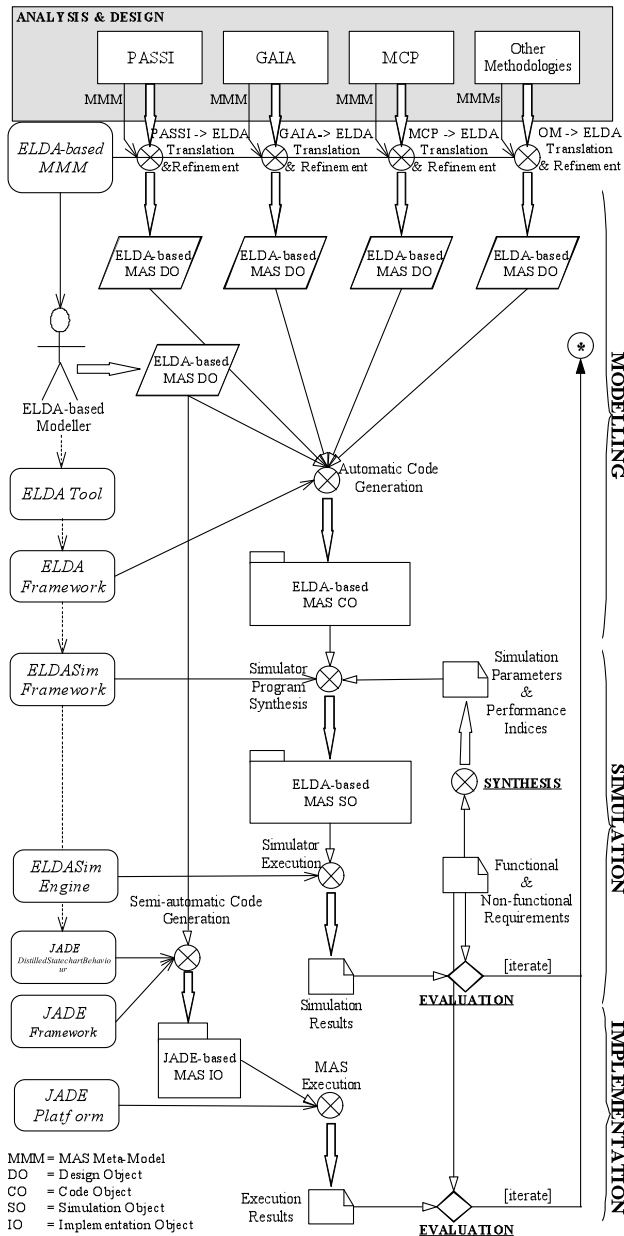 ANALYSIS & DESIGN
PASSI
GAIA
MCP
Other
Methodologies
MMM
MMM
MMM
MMMs
ELDA-based
MMM
PASSI -> ELDA
Translation
&Refinement
GAIA-> ELDA
Translation
& Refinement
MCP -> ELDA
Translation
& Refinement
OM -> ELDA
Translation
& Refinement
ELDA-based
MAS DO
ELDA-based
MAS DO
ELDA-based
MAS DO
ELDA-based
MAS DO
*
ELDA-based
MAS DO
ELDA-based
Modeller
MODELLING
Automatic Code
Generation
ELDA Tool
ELDA
Framework
ELDA-based
MAS CO
ELDASim
Framework
Simulator
Program
Synthesis
Simulation
Parameters
&
Performance
Indices
SYNTHESIS
SIMULATION
ELDA-based
MAS SO
Simulator
Execution
ELDASim
Engine
Functional
&
Non-functional
Requirements
Semi-automatic Code
Generation
JADE
DistilledStatechartBehavio
ur
[iterate]
EVALUATION
Simulation
Results
JADE
Framework
JADE-based
MAS IO
MAS
Execution
IMPLEMENTATION
JADE
Platform
MMM = MAS Meta-Model
DO = Design Object
CO = Code Object
SO = Simulation Object
IO = Implementation Object
Execution
Results
[iterate]
EVALUATION